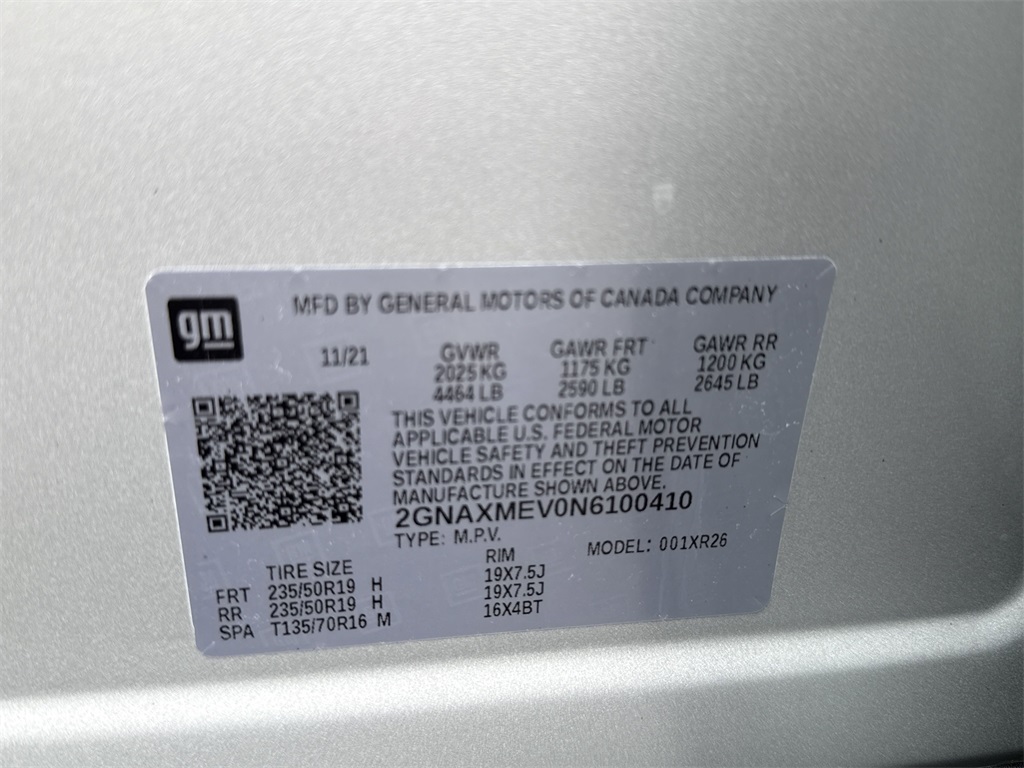 gm
MFD BY GENERAL MOTORS OF CANADA COMPANY
11/21 GVWR GAWR FRT GAWR RR
2025 KG 1175 KG 1200 KG
4464 LB 2590 LB 2645 LB
THIS VEHICLE CONFORMS TO ALL
APPLICABLE U.S. FEDERAL MOTOR
VEHICLE SAFETY AND THEFT PREVENTION
STANDARDS IN EFFECT ON THE DATE OF
MANUFACTURE SHOWN ABOVE.
2GNAXMEV0N6100410
TYPE: M.P.V. MODEL: 001XR26
TIRE SIZE RIM
FRT 235/50R19 H 19X7.5J
RR 235/50R19 H 19X7.5J
SPA T135/70R16 M 16X4BT